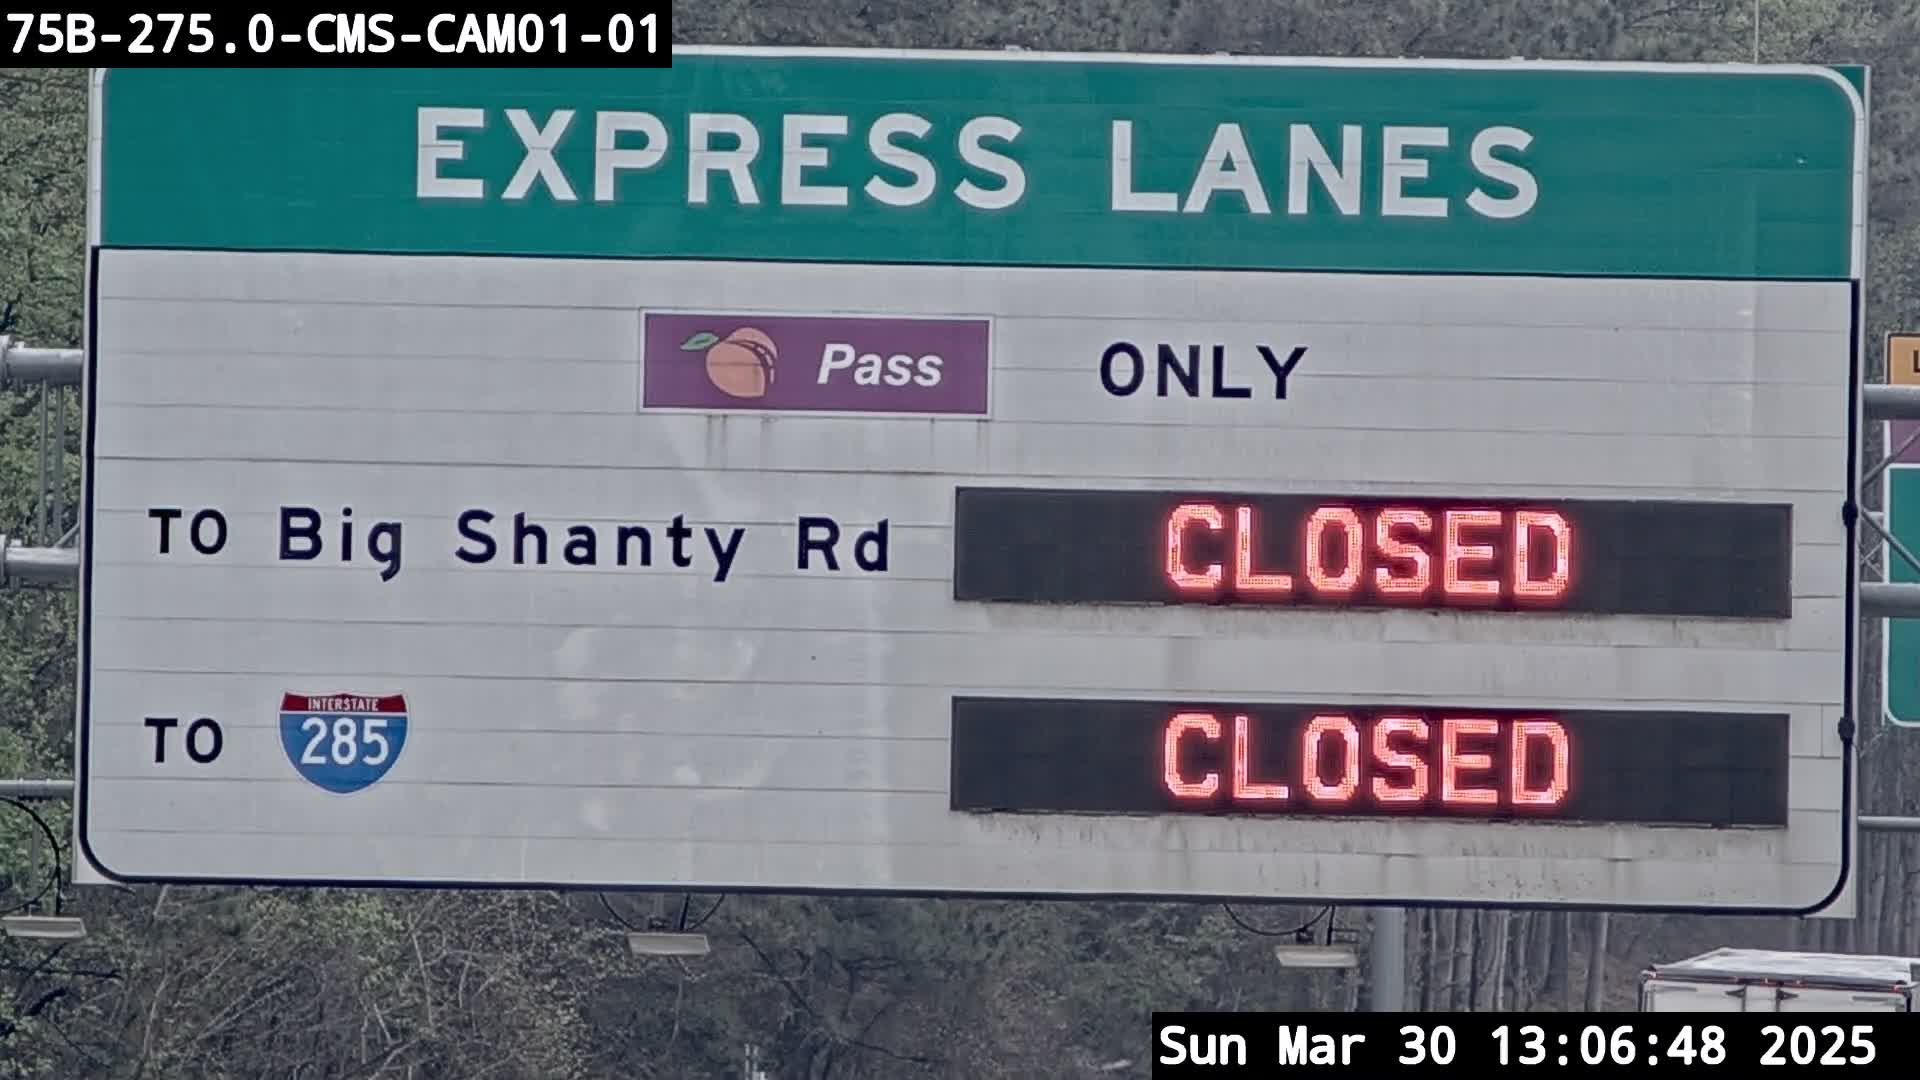 75B-275.0-CMS-CAM01-01
EXPRESS LANES
Pass ONLY
TO Big Shanty Rd CLOSED
TO INTERSTATE 285 CLOSED
Sun Mar 30 13:06:48 2025